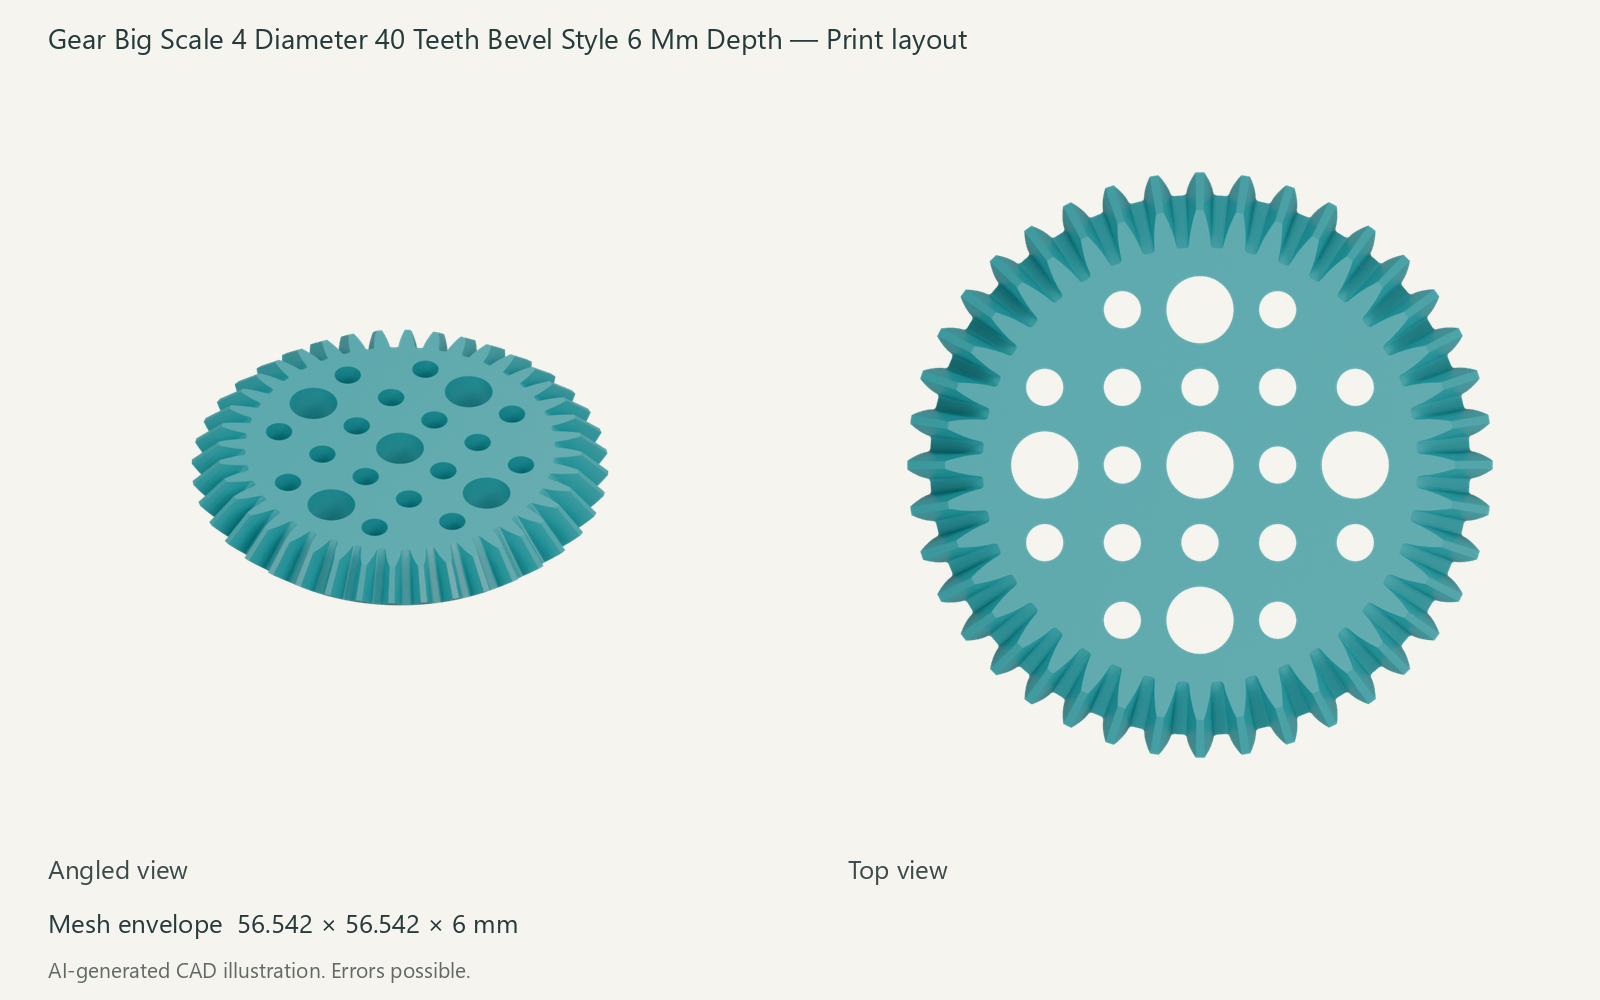 Gear Big Scale 4 Diameter 40 Teeth Bevel Style 6 Mm Depth — Print layout
Angled view
Top view
Mesh envelope 56.542 × 56.542 × 6 mm
AI-generated CAD illustration. Errors possible.